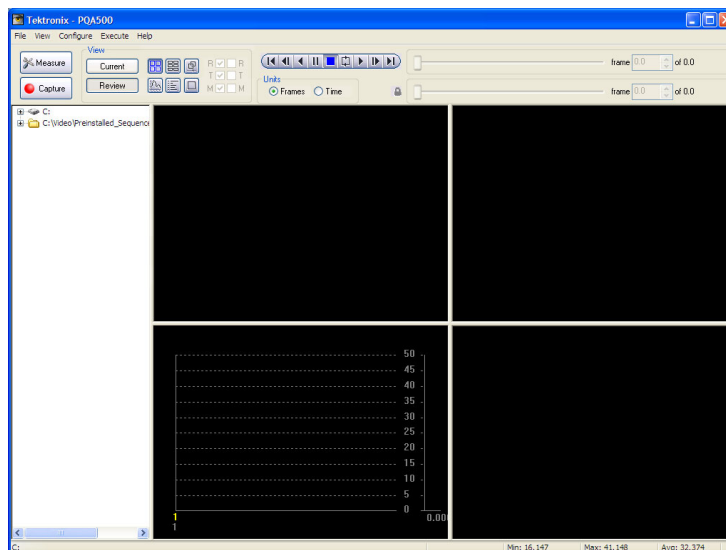 Tektronix - PQA500
File View Configure Execute Help
View
Measure
Current
R R
T T
M M
Capture
Review
Units
Frames Time
frame 0.0 of 0.0
frame 0.0 of 0.0
C:
C:\Video\Preinstalled_Sequence
50
45
40
35
30
25
20
15
10
5
0
1
1
0.00
C:
Min: 16.147 Max: 41.148 Avg: 32.374